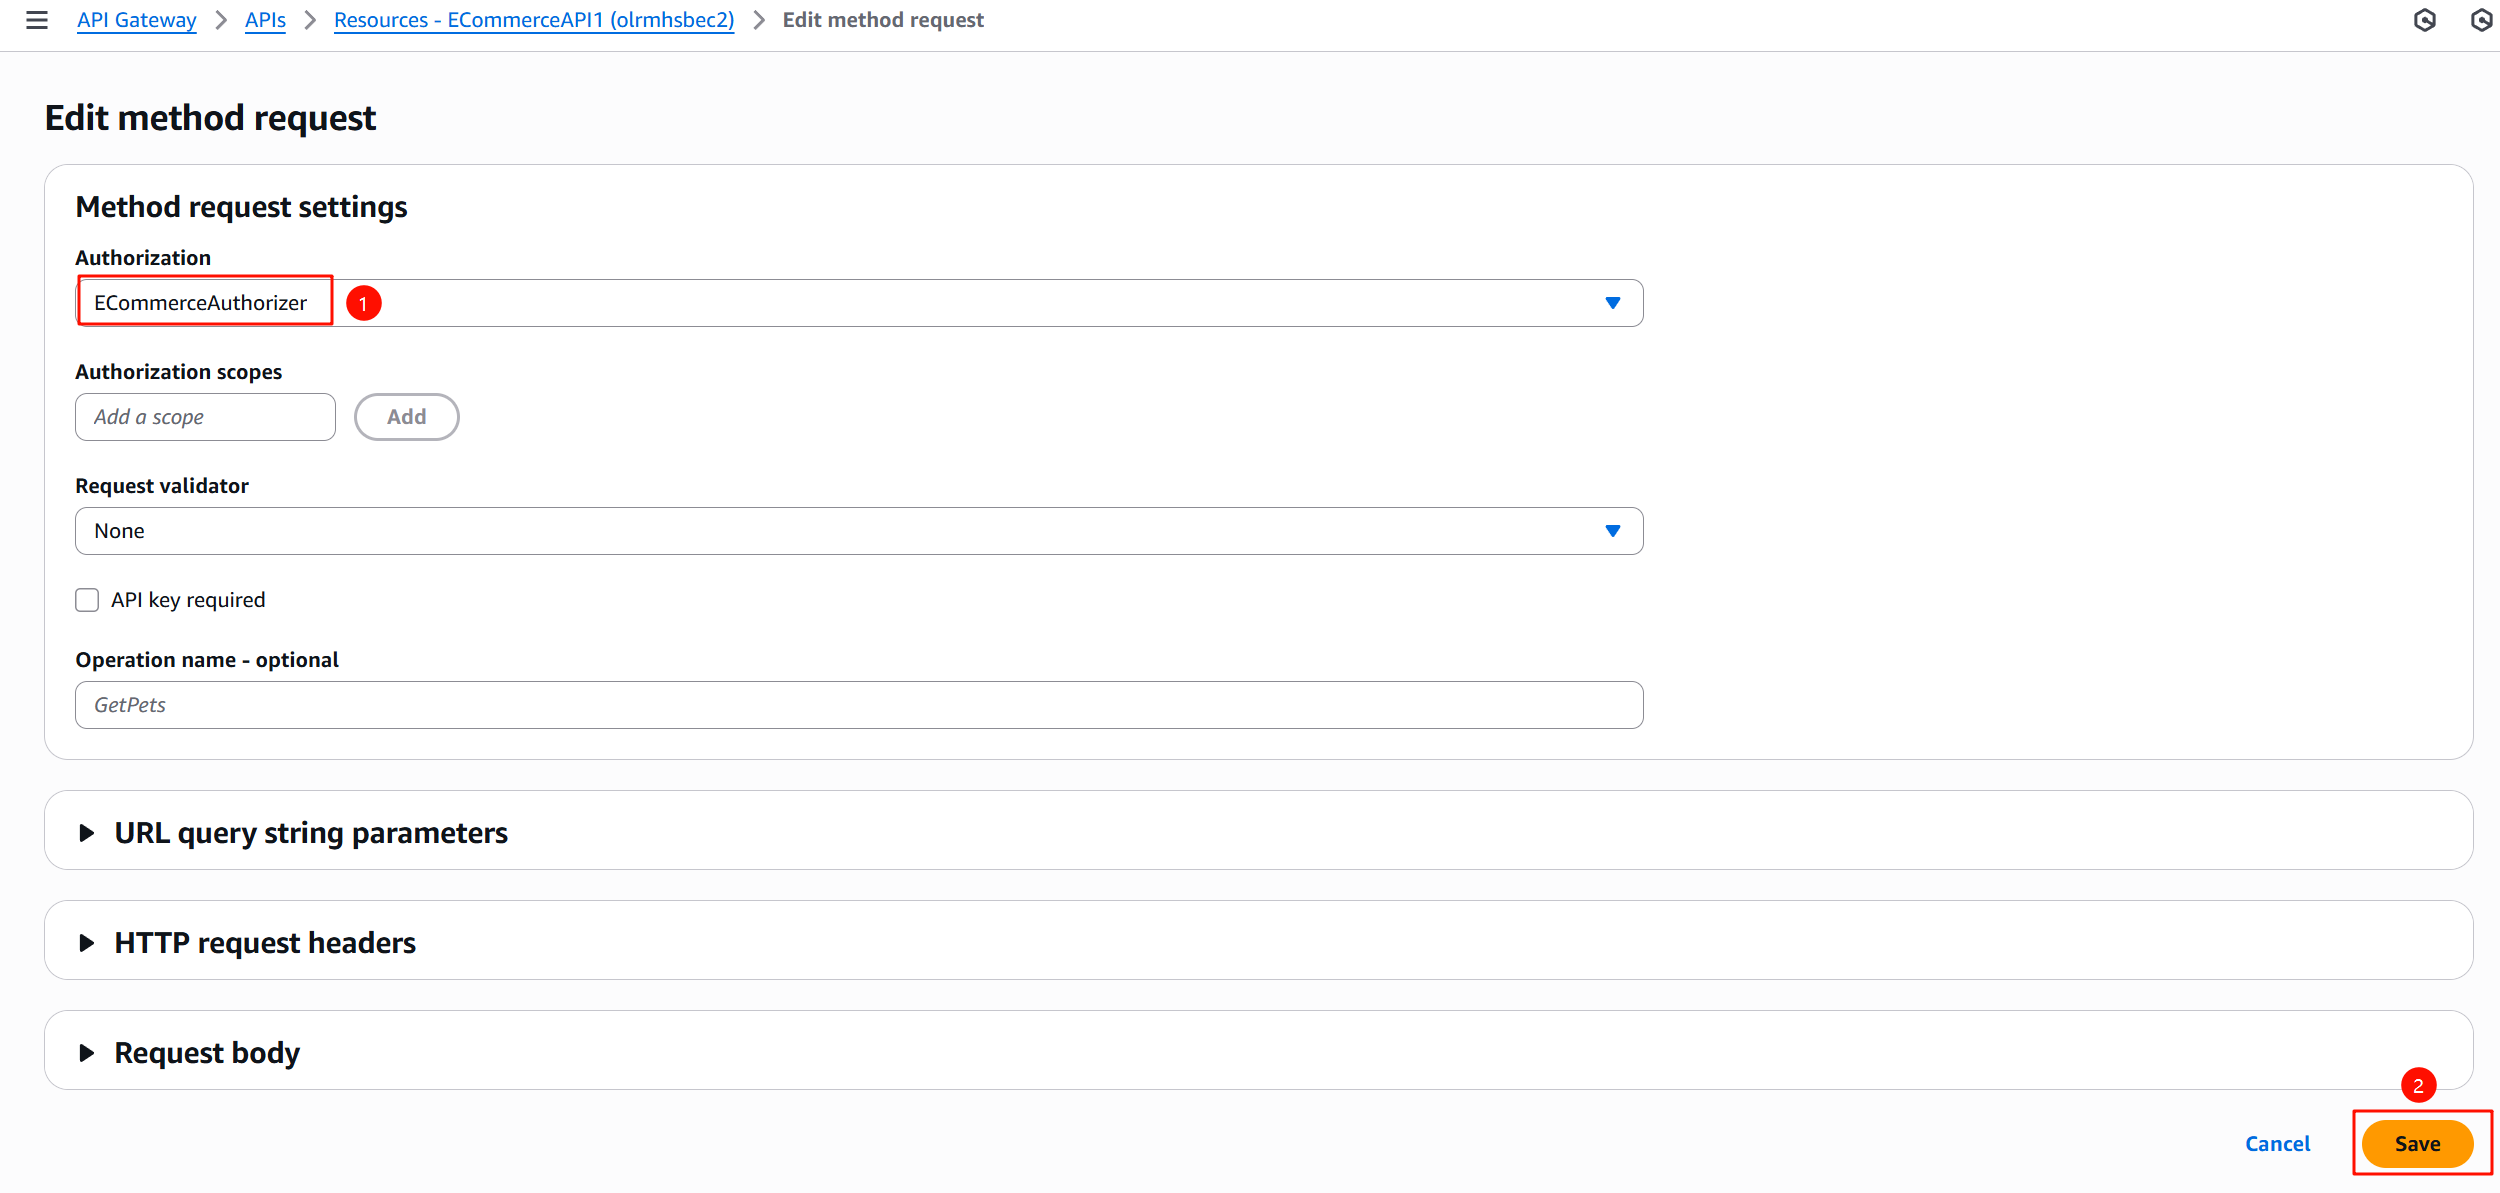 API Gateway > APIs > Resources - ECommerceAPI1 (olrmhsbec2) > Edit method request
Edit method request
Method request settings
Authorization
ECommerceAuthorizer 1
Authorization scopes
Add a scope Add
Request validator
None
API key required
Operation name - optional
GetPets
URL query string parameters
HTTP request headers
Request body
2
Cancel Save